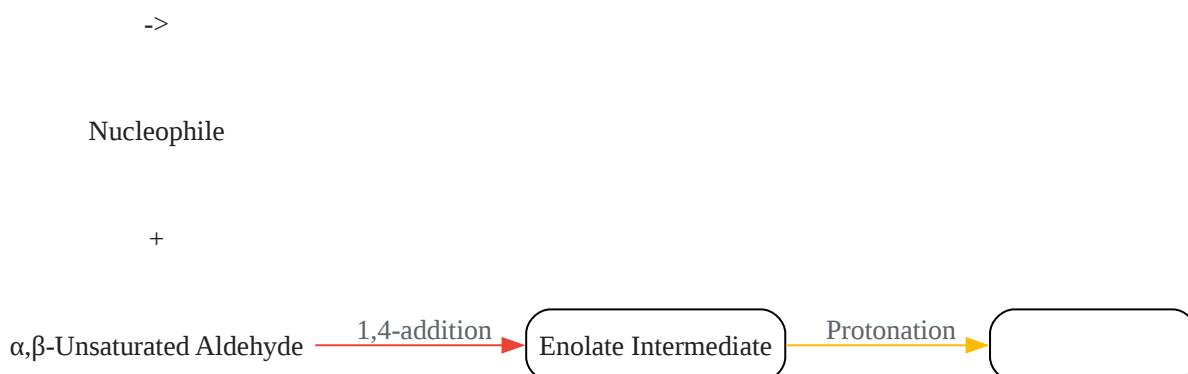 ->
Nucleophile
+
α,β-Unsaturated Aldehyde
1,4-addition
Enolate Intermediate
Protonation